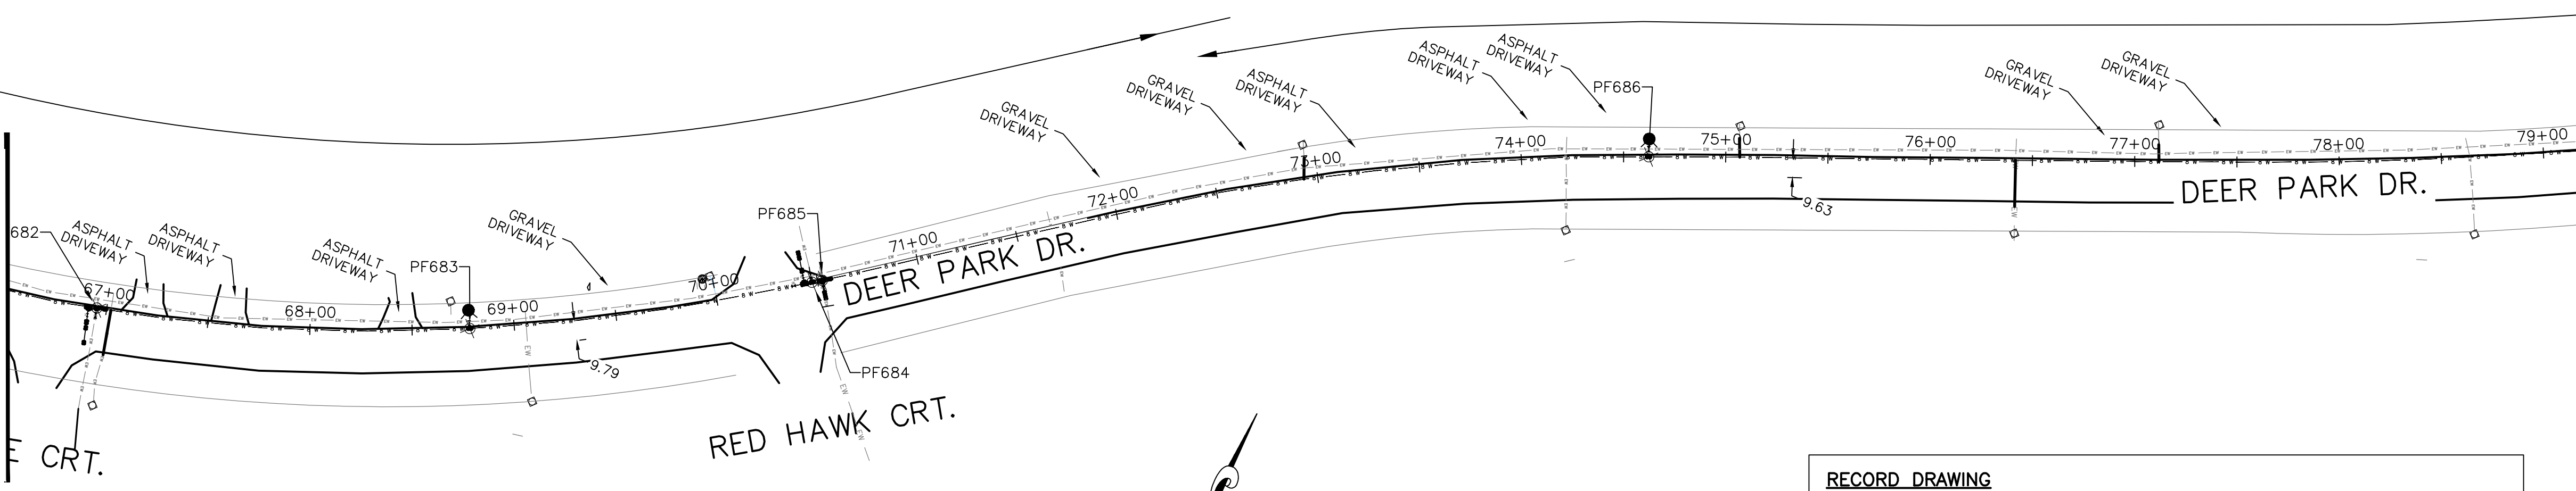 ASPHALT
DRIVEWAY
ASPHALT
DRIVEWAY
GRAVEL
DRIVEWAY
PF686
GRAVEL
DRIVEWAY
GRAVEL
DRIVEWAY
GRAVEL
DRIVEWAY
ASPHALT
DRIVEWAY
GRAVEL
DRIVEWAY
74+00
75+00
76+00
77+00
78+00
79+00
73+00
72+00
DEER PARK DR.
9.63
682
ASPHALT
DRIVEWAY
ASPHALT
DRIVEWAY
ASPHALT
DRIVEWAY
PF683
GRAVEL
DRIVEWAY
PF685
71+00
DEER PARK DR.
67+00
68+00
69+00
70+00
9.79
PF684
RED HAWK CRT.
E CRT.
RECORD DRAWING